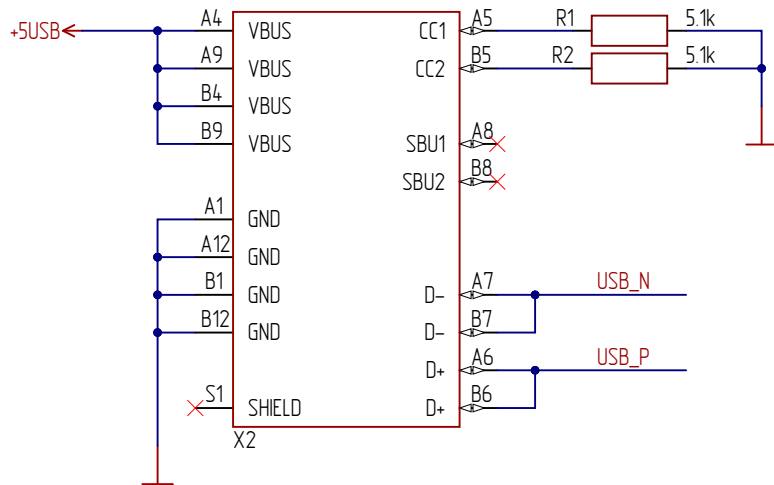 A4 VBUS CC1 A5 R1 5.1k
+5USB
A9 VBUS CC2 B5 R2 5.1k
B4 VBUS
B9 VBUS SBU1 A8
SBU2 B8
A1 GND
A12 GND
B1 GND D- A7 USB_N
B12 GND D- B7
D+ A6 USB_P
S1 SHIELD D+ B6
X2